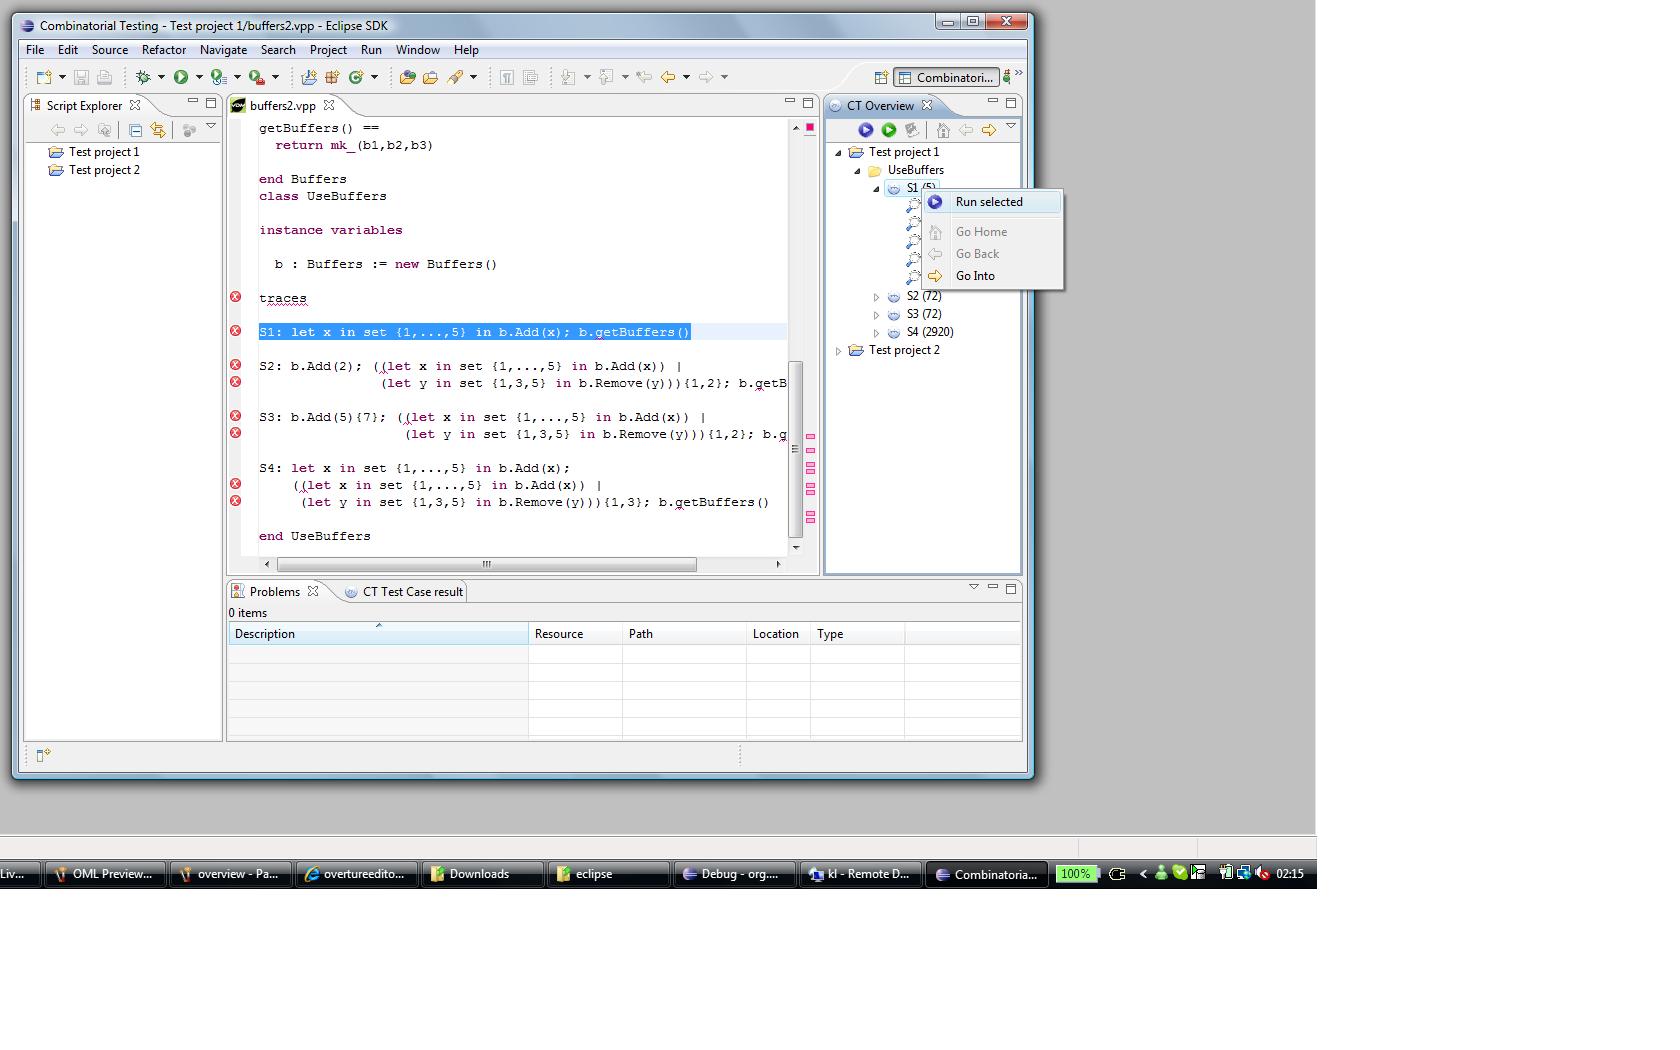 Combinatorial Testing - Test project 1/buffers2.vpp - Eclipse SDK
File Edit Source Refactor Navigate Search Project Run Window Help
Combinatori...
Script Explorer
Test project 1
Test project 2
buffers2.vpp
getBuffers() ==
return mk_(b1,b2,b3)
end Buffers
class UseBuffers
instance variables
b : Buffers := new Buffers()
traces
S1: let x in set {1,...,5} in b.Add(x); b.getBuffers()
S2: b.Add(2); ((let x in set {1,...,5} in b.Add(x)) |
(let y in set {1,3,5} in b.Remove(y))){1,2}; b.getB
S3: b.Add(5){7}; ((let x in set {1,...,5} in b.Add(x)) |
(let y in set {1,3,5} in b.Remove(y))){1,2}; b.g
S4: let x in set {1,...,5} in b.Add(x);
((let x in set {1,...,5} in b.Add(x)) |
(let y in set {1,3,5} in b.Remove(y))){1,3}; b.getBuffers()
end UseBuffers
CT Overview
Test project 1
UseBuffers
S1 (5)
Run selected
Go Home
Go Back
Go Into
S2 (72)
S3 (72)
S4 (2920)
Test project 2
Problems
CT Test Case result
0 items
Description Resource Path Location Type
Liv... OML Preview... overview - Pa... overtureedito... Downloads eclipse Debug - org.... kl - Remote D... Combinatoria... 100% 02:15